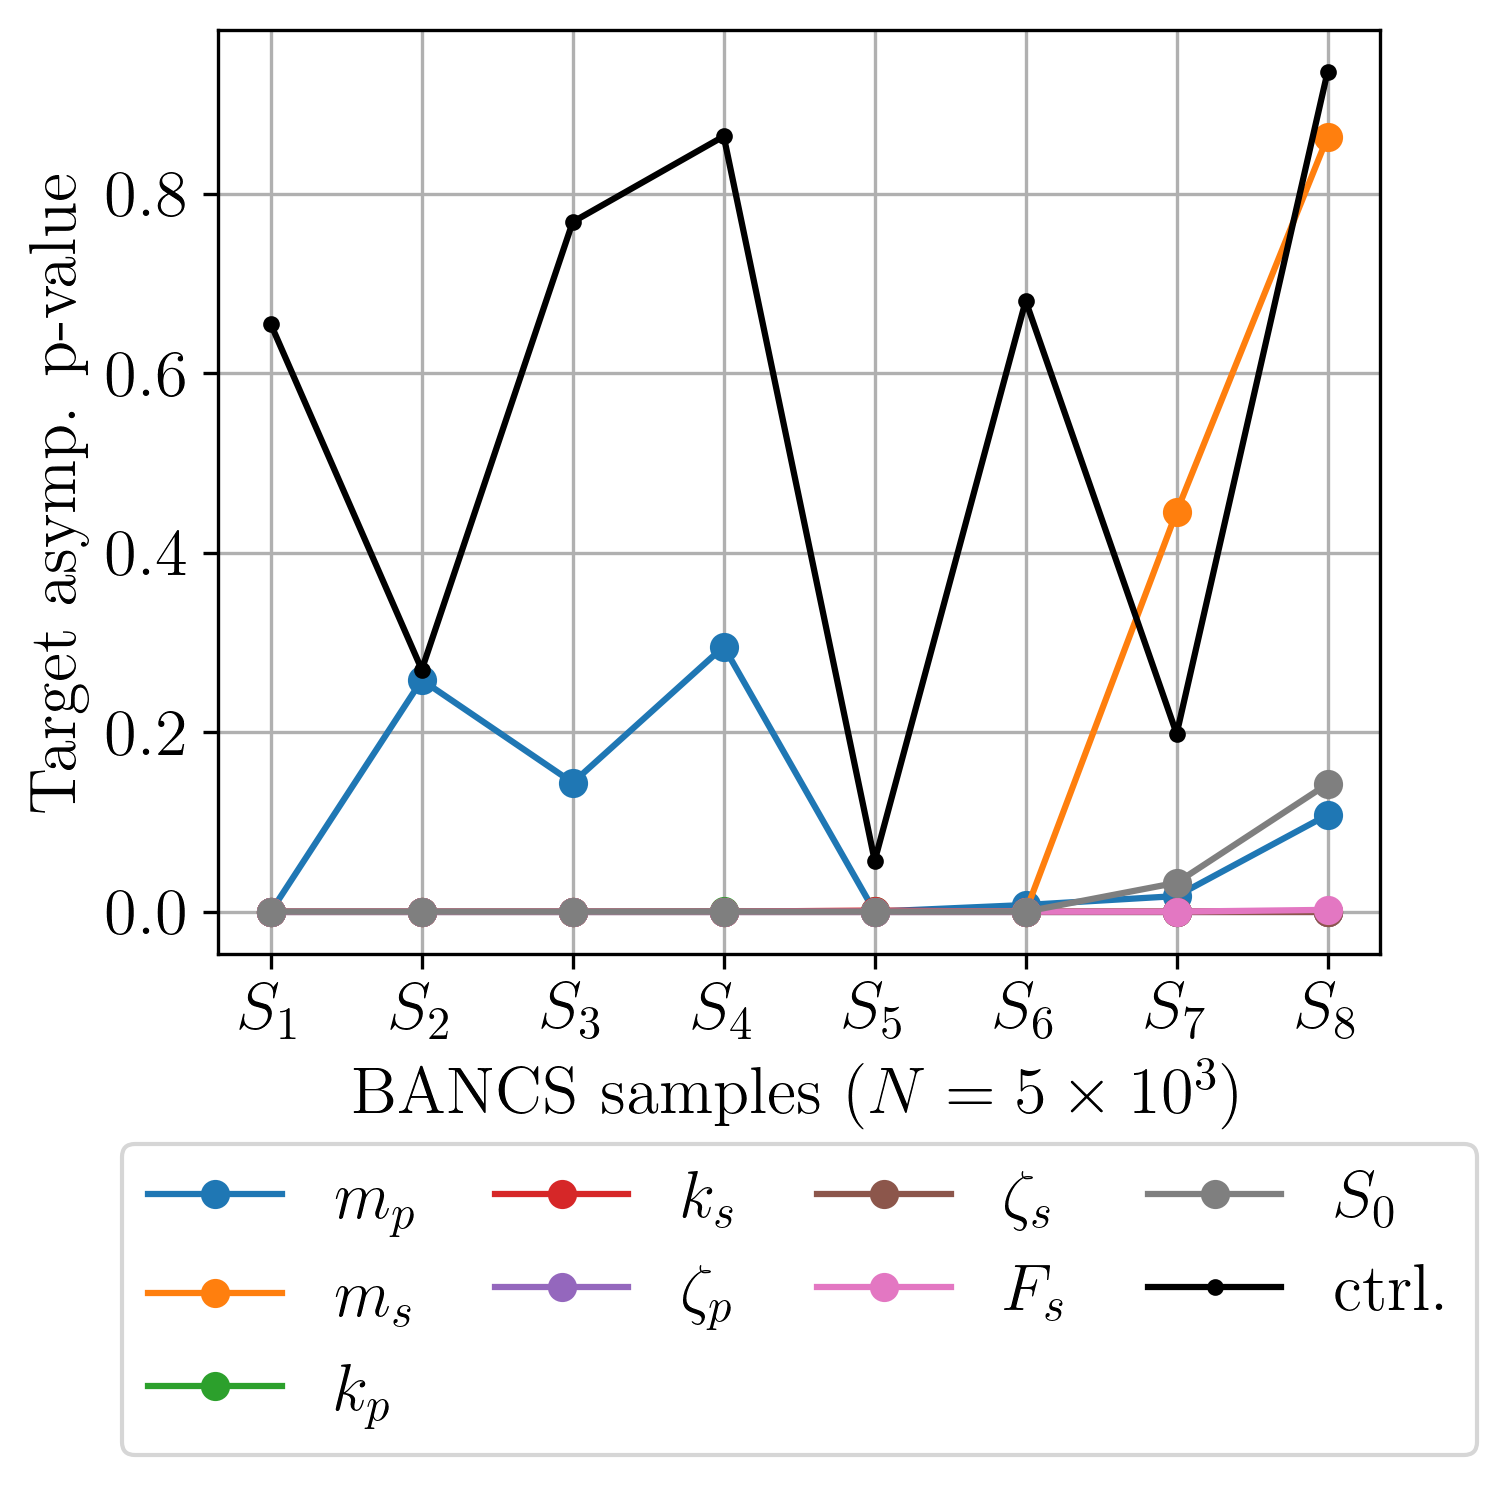 Target asymp. p-value
0.8
0.6
0.4
0.2
0.0
S₁ S₂ S₃ S₄ S₅ S₆ S₇ S₈
BANCS samples (N = 5 × 10³)
mₚ kₛ ζₛ S₀
mₛ ζₚ Fₛ ctrl.
kₚ